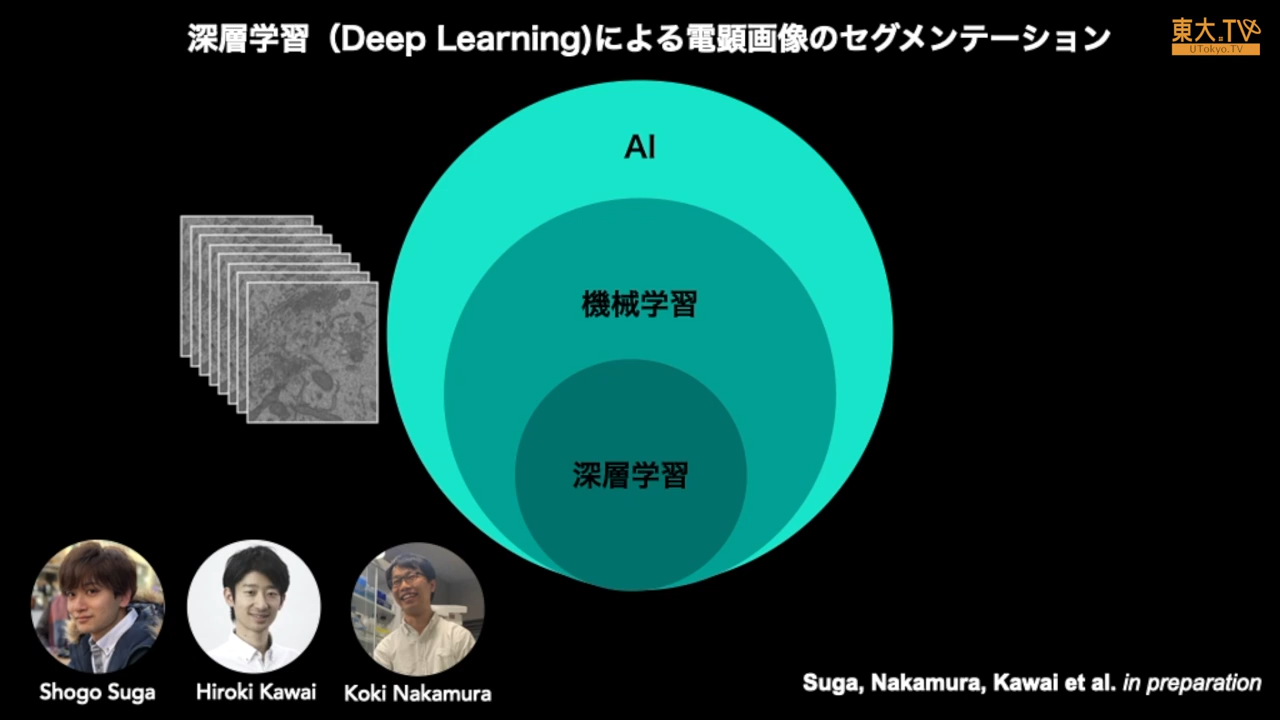 深層学習（Deep Learning)による電顕画像のセグメンテーション
東大.TV
UTokyo.TV
AI
機械学習
深層学習
Shogo Suga
Hiroki Kawai
Koki Nakamura
Suga, Nakamura, Kawai et al. in preparation